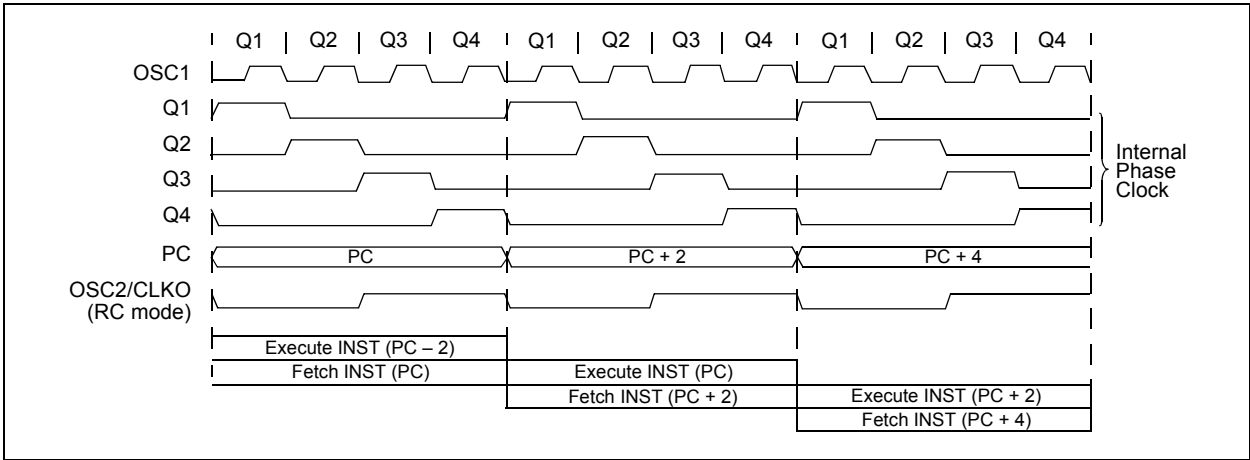 Q1 Q2 Q3 Q4 Q1 Q2 Q3 Q4 Q1 Q2 Q3 Q4
OSC1
Q1
Q2
Q3
Q4
Internal
Phase
Clock
PC PC PC + 2 PC + 4
OSC2/CLKO
(RC mode)
Execute INST (PC – 2)
Fetch INST (PC) Execute INST (PC)
Fetch INST (PC + 2) Execute INST (PC + 2)
Fetch INST (PC + 4)